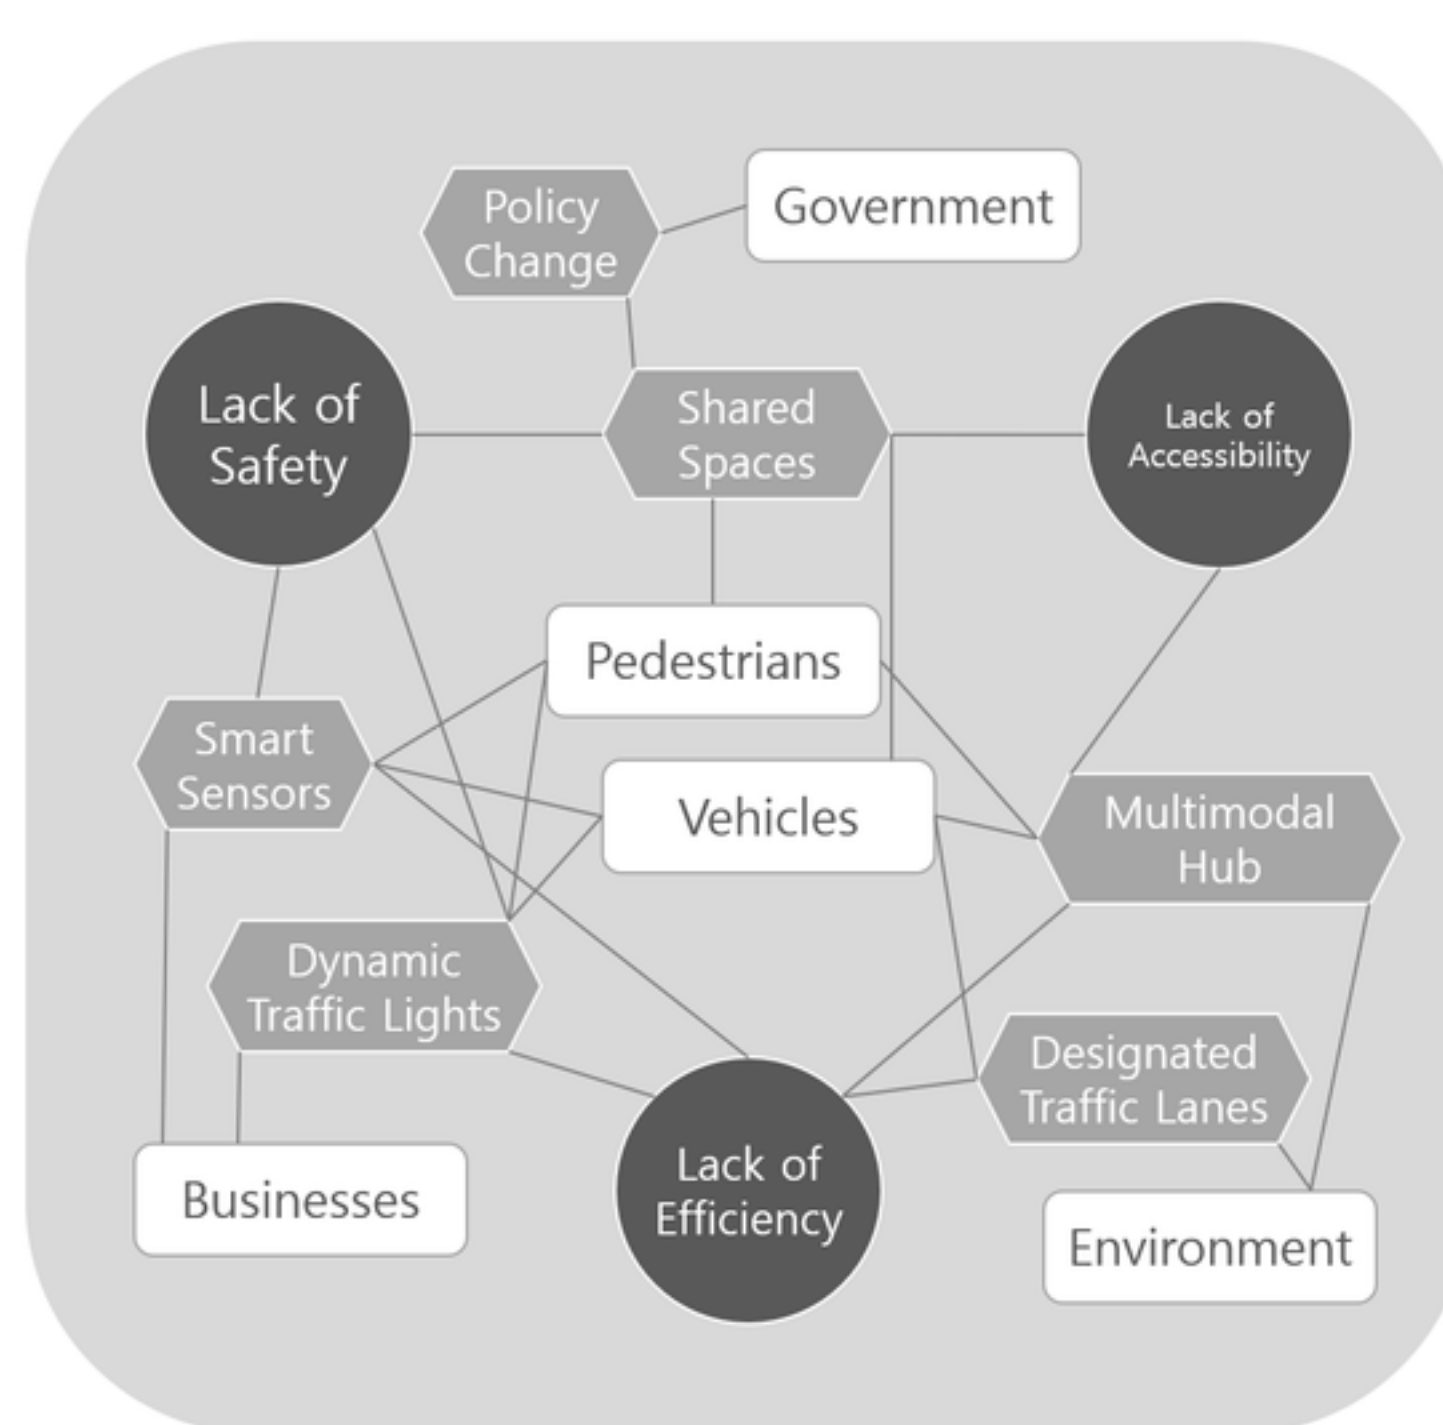 Policy
Change
Government
Lack of
Safety
Shared
Spaces
Lack of
Accessibility
Pedestrians
Smart
Sensors
Vehicles
Multimodal
Hub
Dynamic
Traffic Lights
Designated
Traffic Lanes
Businesses
Lack of
Efficiency
Environment